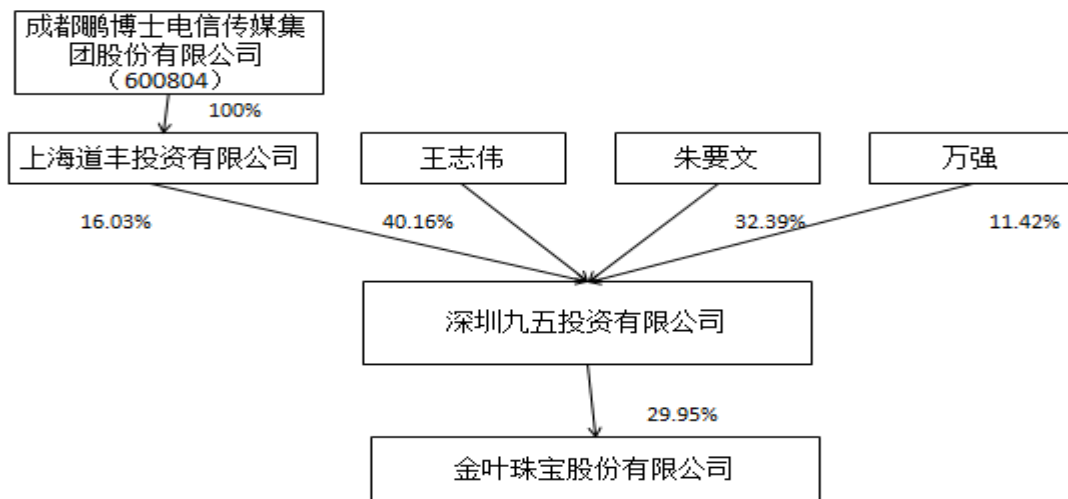 成都鹏博士电信传媒集
团股份有限公司
（600804）
100%
上海道丰投资有限公司
王志伟
朱要文
万强
16.03%
40.16%
32.39%
11.42%
深圳九五投资有限公司
29.95%
金叶珠宝股份有限公司